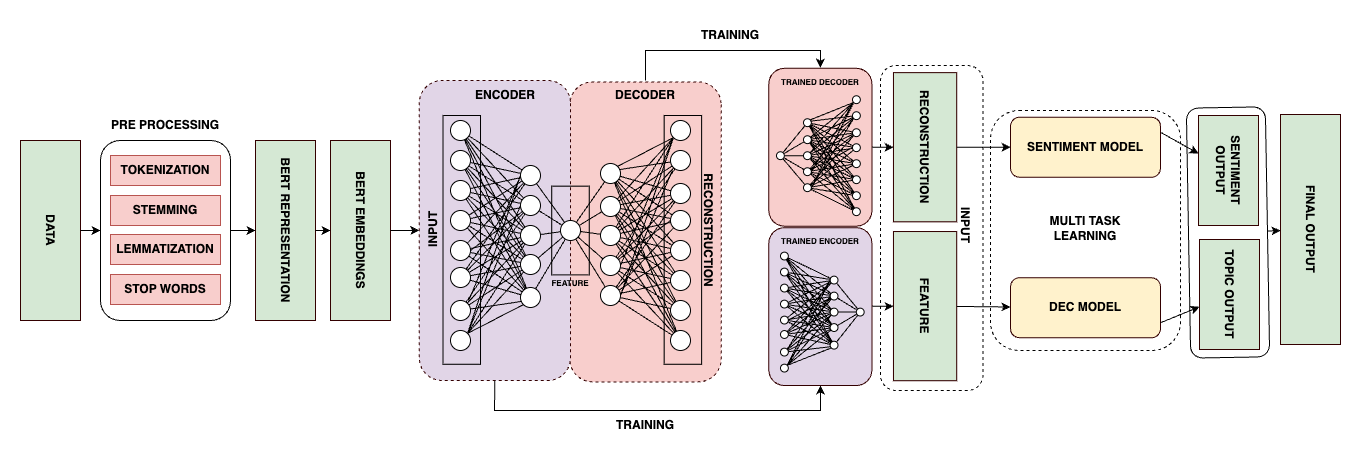 DATA
PRE PROCESSING
TOKENIZATION
STEMMING
LEMMATIZATION
STOP WORDS
BERT REPRESENTATION
BERT EMBEDDINGS
ENCODER
INPUT
FEATURE
DECODER
RECONSTRUCTION
TRAINING
TRAINING
TRAINED DECODER
TRAINED ENCODER
RECONSTRUCTION
FEATURE
INPUT
SENTIMENT MODEL
MULTI TASK
LEARNING
DEC MODEL
SENTIMENT
OUTPUT
TOPIC OUTPUT
FINAL OUTPUT